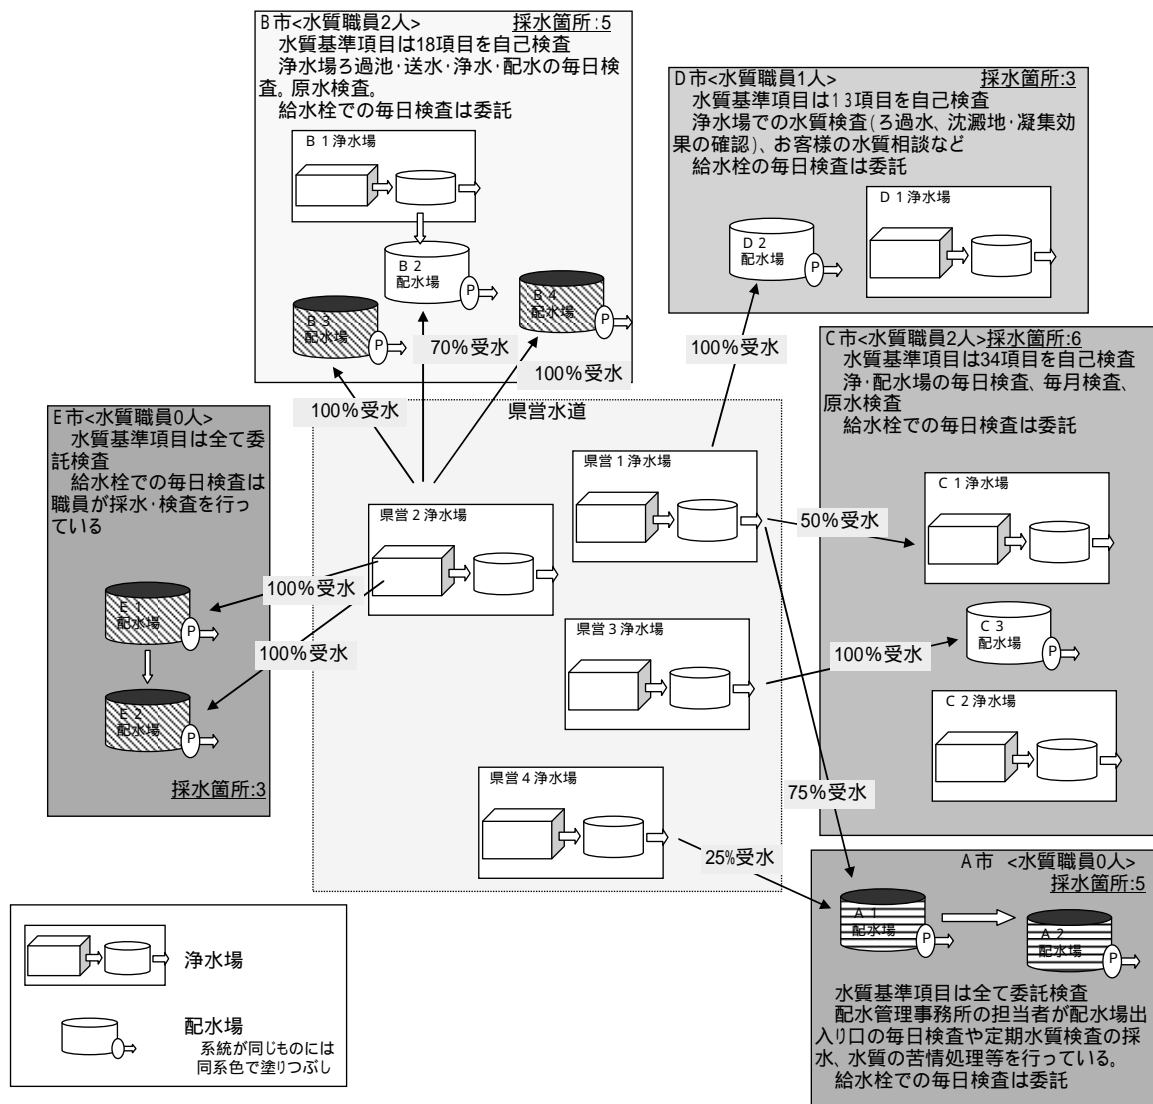 B市<水質職員2人> 採水箇所:5
水質基準項目は18項目を自己検査
浄水場ろ過池・送水・浄水・配水の毎日検
査。原水検査。
給水栓での毎日検査は委託
B1浄水場
B2
配水場
P
B3
配水場
P
B4
配水場
P
70%受水
100%受水
100%受水
D市<水質職員1人> 採水箇所:3
水質基準項目は13項目を自己検査
浄水場での水質検査(ろ過水、沈澱地・凝集効
果の確認)、お客様の水質相談など
給水栓の毎日検査は委託
D1浄水場
D2
配水場
P
100%受水
C市<水質職員2人>採水箇所:6
水質基準項目は34項目を自己検査
浄・配水場の毎日検査、毎月検査、
原水検査
給水栓での毎日検査は委託
C1浄水場
C3
配水場
P
C2浄水場
50%受水
100%受水
E市<水質職員0人>
水質基準項目は全て委
託検査
給水栓での毎日検査は
職員が採水・検査を行っ
ている
E1
配水場
P
E2
配水場
P
採水箇所:3
100%受水
100%受水
県営水道
県営1浄水場
県営2浄水場
県営3浄水場
県営4浄水場
75%受水
25%受水
A市 <水質職員0人>
採水箇所:5
A1
配水場
P
A2
配水場
P
水質基準項目は全て委託検査
配水管理事務所の担当者が配水場出
入り口の毎日検査や定期水質検査の採
水、水質の苦情処理等を行っている。
給水栓での毎日検査は委託
浄水場
配水場
系統が同じものには
同系色で塗りつぶし